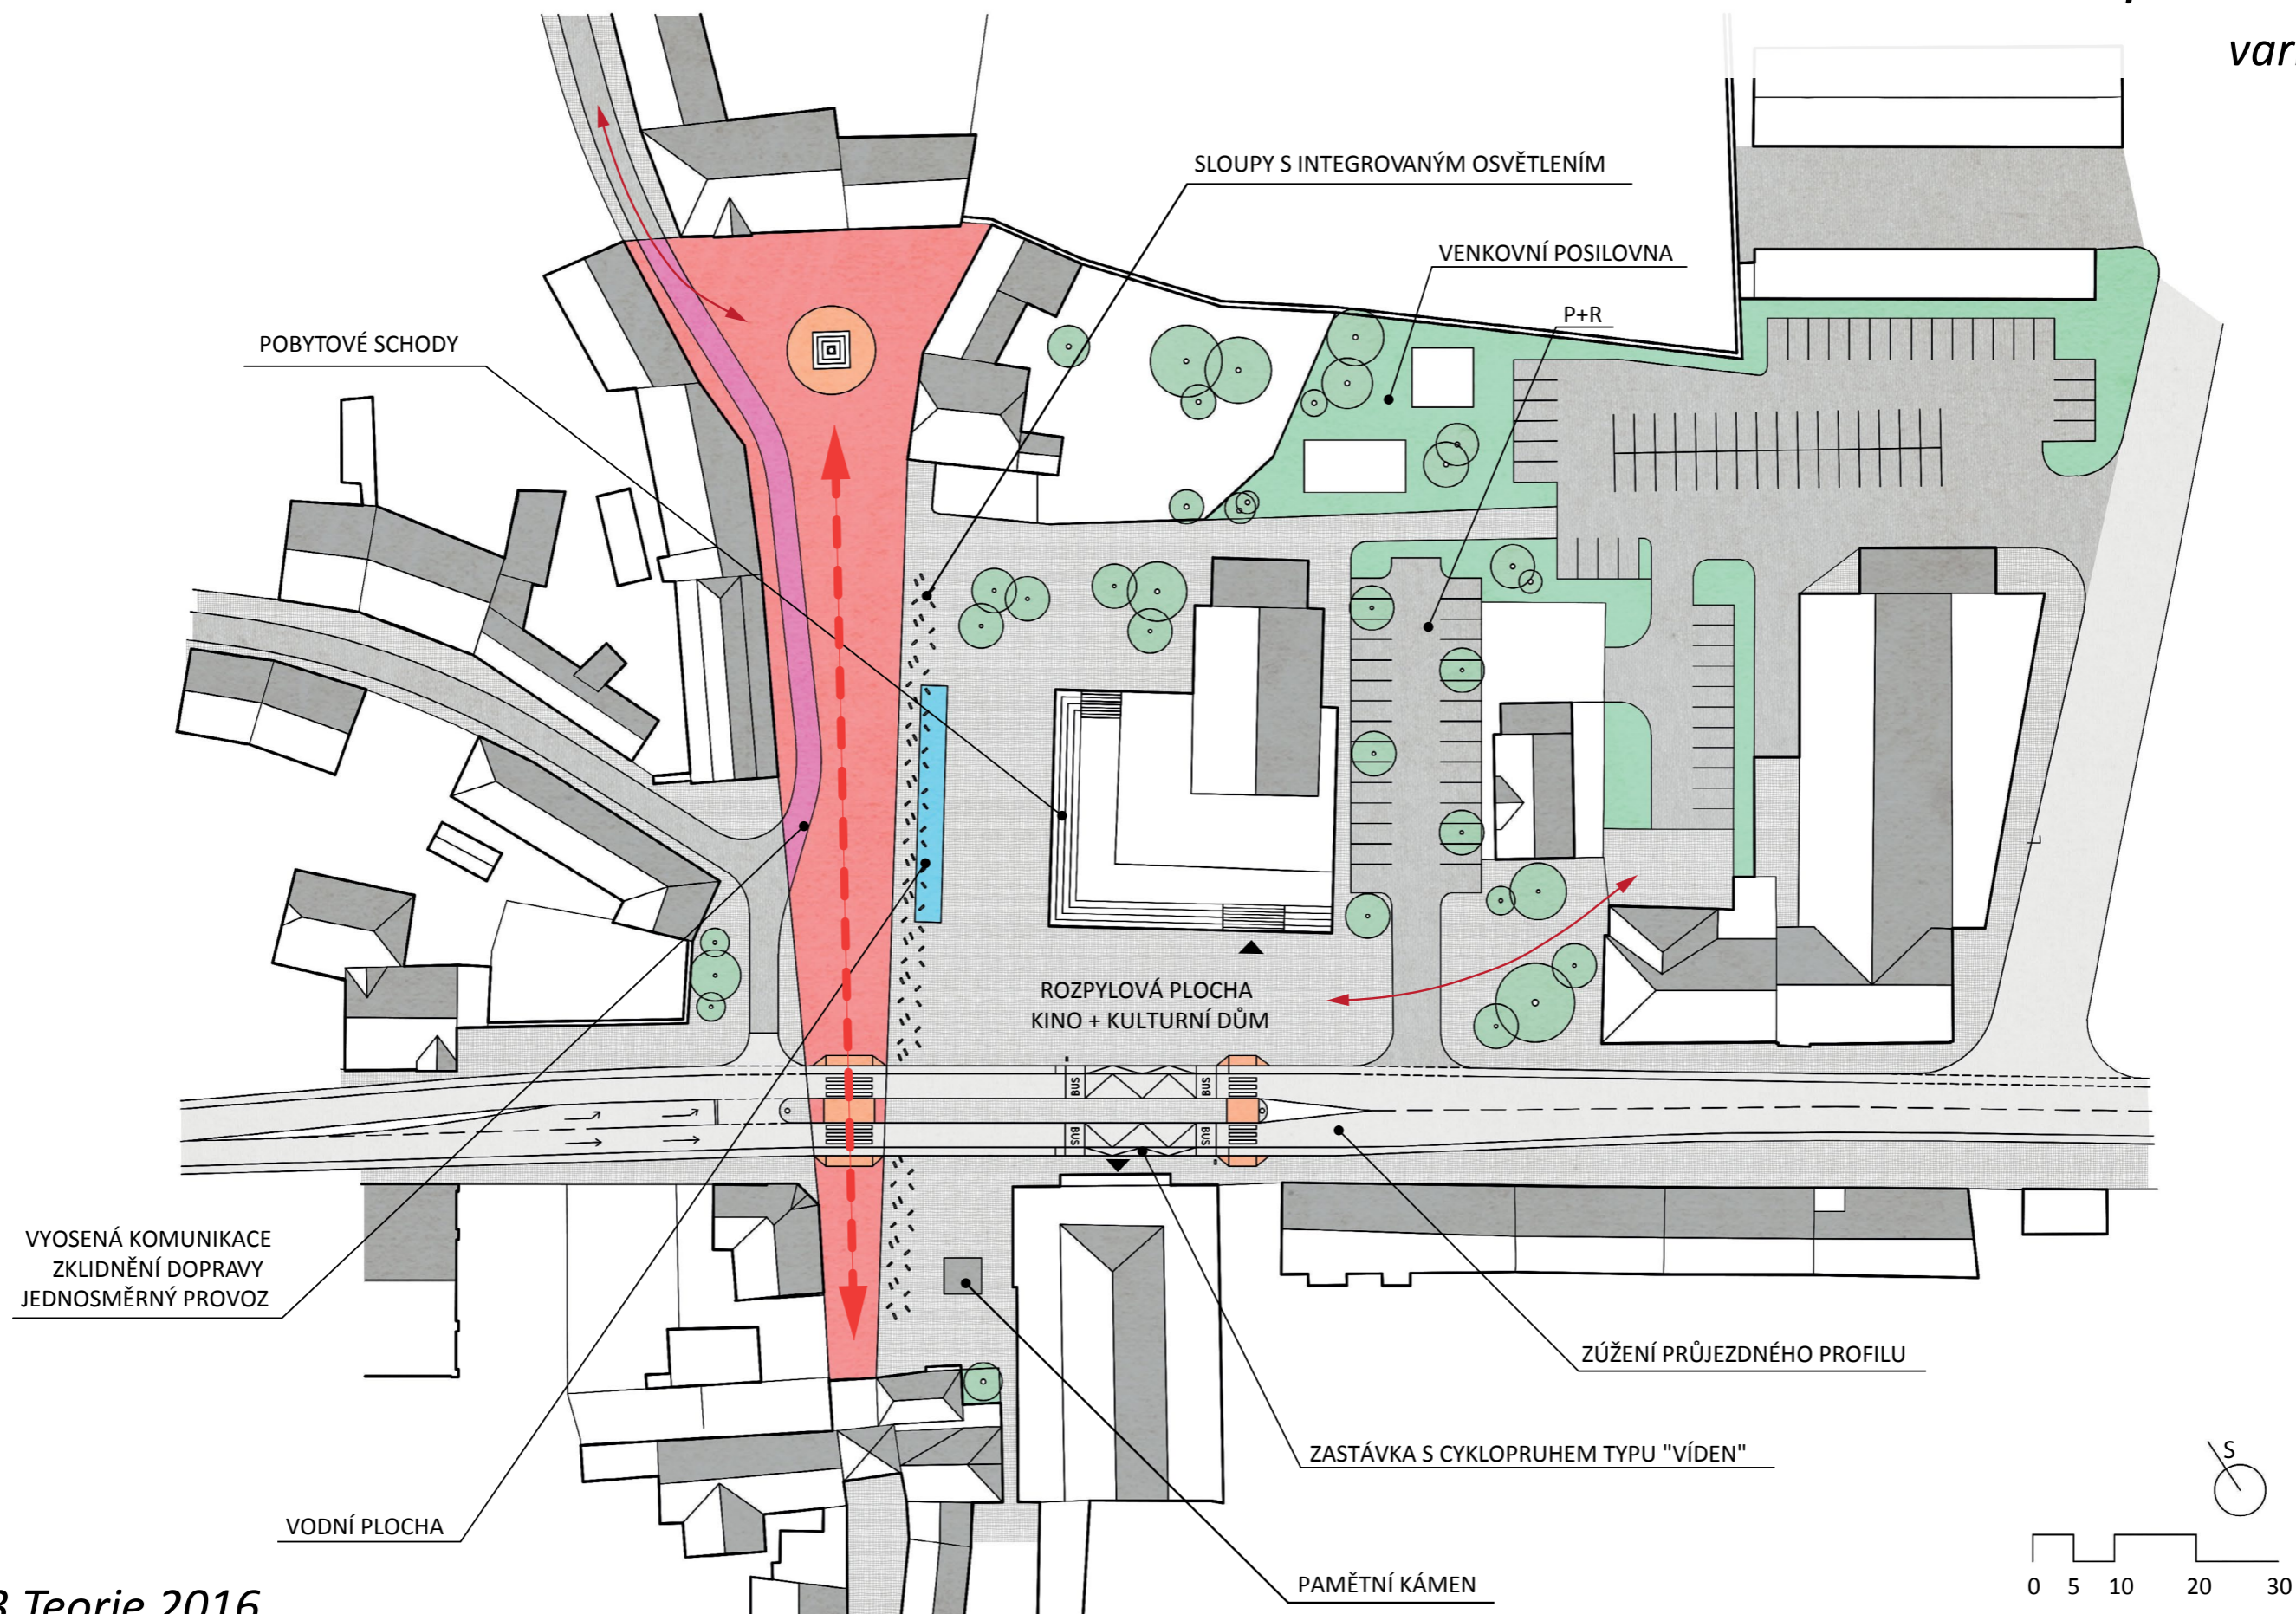 var
SLOUPY S INTEGROVANÝM OSVĚTLENÍM
VENKOVNÍ POSILOVNA
P+R
POBYTOVÉ SCHODY
ROZPYLOVÁ PLOCHA
KINO + KULTURNÍ DŮM
BUS
BUS
BUS
BUS
VYOSENÁ KOMUNIKACE
ZKLIDNĚNÍ DOPRAVY
JEDNOSMĚRNÝ PROVOZ
ZÚŽENÍ PRŮJEZDNÉHO PROFILU
ZASTÁVKA S CYKLOPRUHEM TYPU "VÍDEN"
S
VODNÍ PLOCHA
PAMĚTNÍ KÁMEN
0 5 10 20 30
Teorie 2016